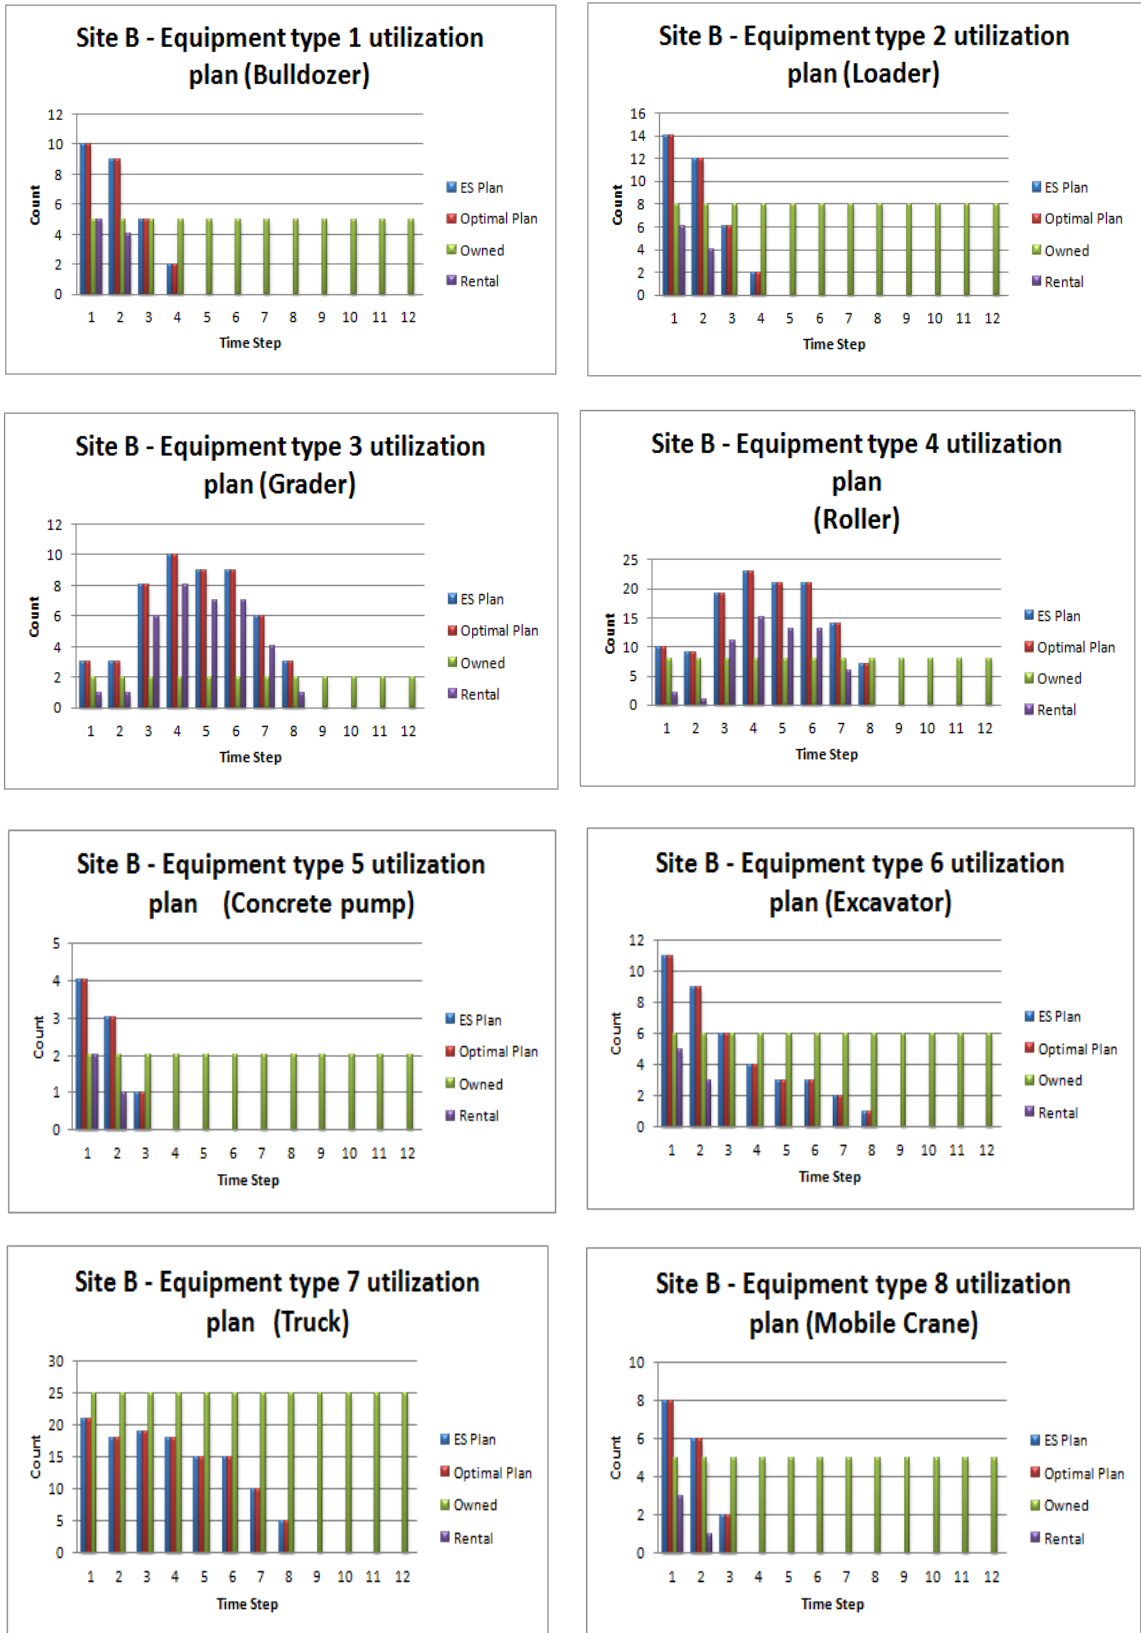 Site B - Equipment type 1 utilization
plan (Bulldozer)
12
10
8
6
4
2
0
Count
1 2 3 4 5 6 7 8 9 10 11 12
Time Step
ES Plan
Optimal Plan
Owned
Rental
Site B - Equipment type 2 utilization
plan (Loader)
16
14
12
10
8
6
4
2
0
Count
1 2 3 4 5 6 7 8 9 10 11 12
Time Step
ES Plan
Optimal Plan
Owned
Rental
Site B - Equipment type 3 utilization
plan (Grader)
12
10
8
6
4
2
0
Count
1 2 3 4 5 6 7 8 9 10 11 12
Time Step
ES Plan
Optimal Plan
Owned
Rental
Site B - Equipment type 4 utilization
plan
(Roller)
25
20
15
10
5
0
Count
1 2 3 4 5 6 7 8 9 10 11 12
Time Step
ES Plan
Optimal Plan
Owned
Rental
Site B - Equipment type 5 utilization
plan (Concrete pump)
5
4
3
2
1
0
Count
1 2 3 4 5 6 7 8 9 10 11 12
Time Step
ES Plan
Optimal Plan
Owned
Rental
Site B - Equipment type 6 utilization
plan (Excavator)
12
10
8
6
4
2
0
Count
1 2 3 4 5 6 7 8 9 10 11 12
Time Step
ES Plan
Optimal Plan
Owned
Rental
Site B - Equipment type 7 utilization
plan (Truck)
30
25
20
15
10
5
0
Count
1 2 3 4 5 6 7 8 9 10 11 12
Time Step
ES Plan
Optimal Plan
Owned
Rental
Site B - Equipment type 8 utilization
plan (Mobile Crane)
10
8
6
4
2
0
Count
1 2 3 4 5 6 7 8 9 10 11 12
Time Step
ES Plan
Optimal Plan
Owned
Rental